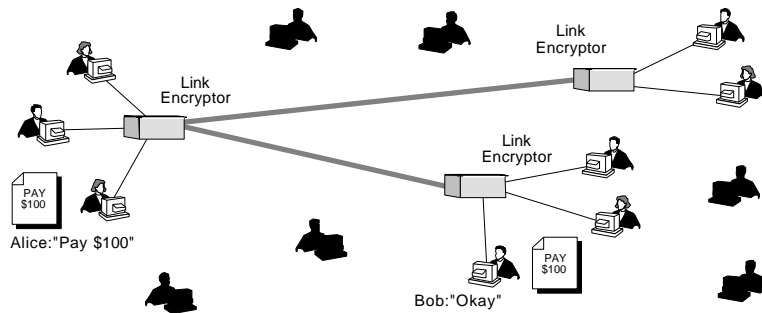 Link
Encryptor
Link
Encryptor
Link
Encryptor
PAY
$100
Alice:"Pay $100"
PAY
$100
Bob:"Okay"